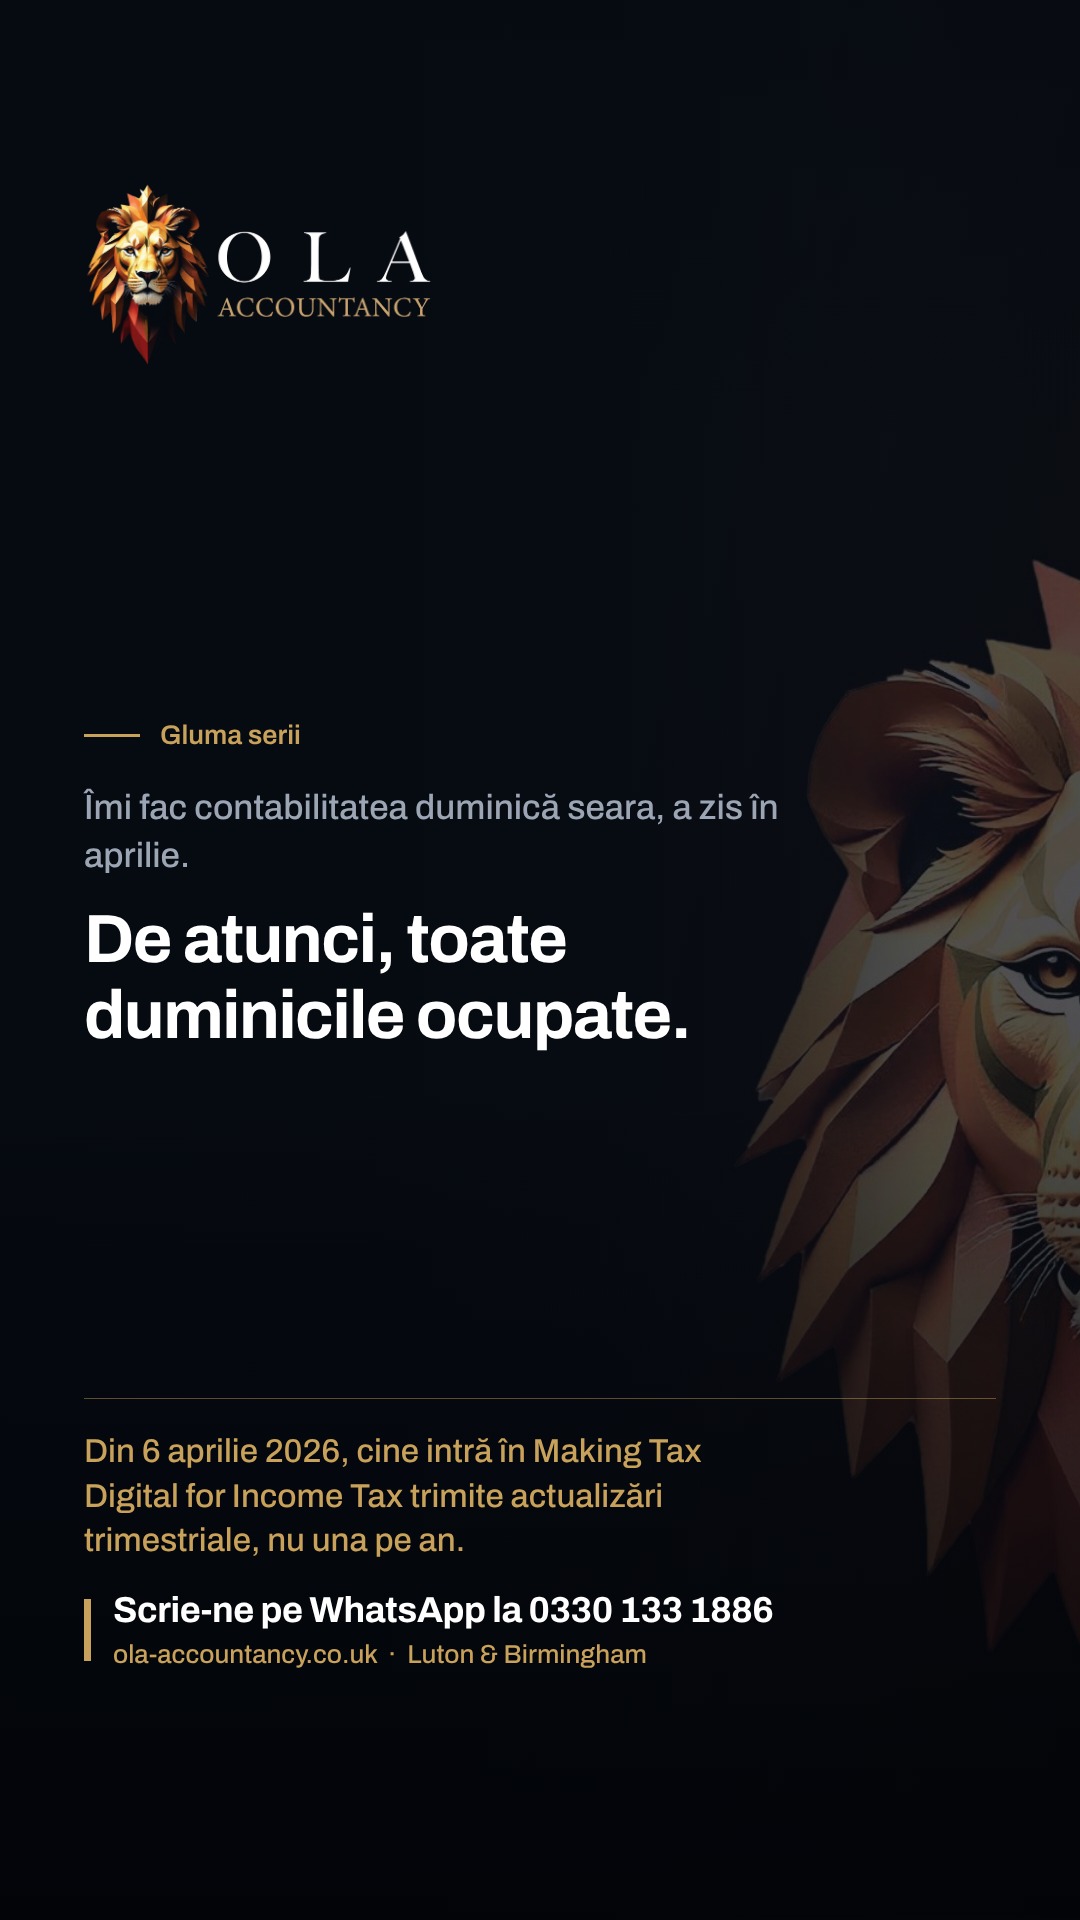 OLA
ACCOUNTANCY
Gluma serii
Îmi fac contabilitatea duminică seara, a zis în
aprilie.
De atunci, toate
duminicile ocupate.
Din 6 aprilie 2026, cine intră în Making Tax
Digital for Income Tax trimite actualizări
trimestriale, nu una pe an.
Scrie-ne pe WhatsApp la 0330 133 1886
ola-accountancy.co.uk · Luton & Birmingham